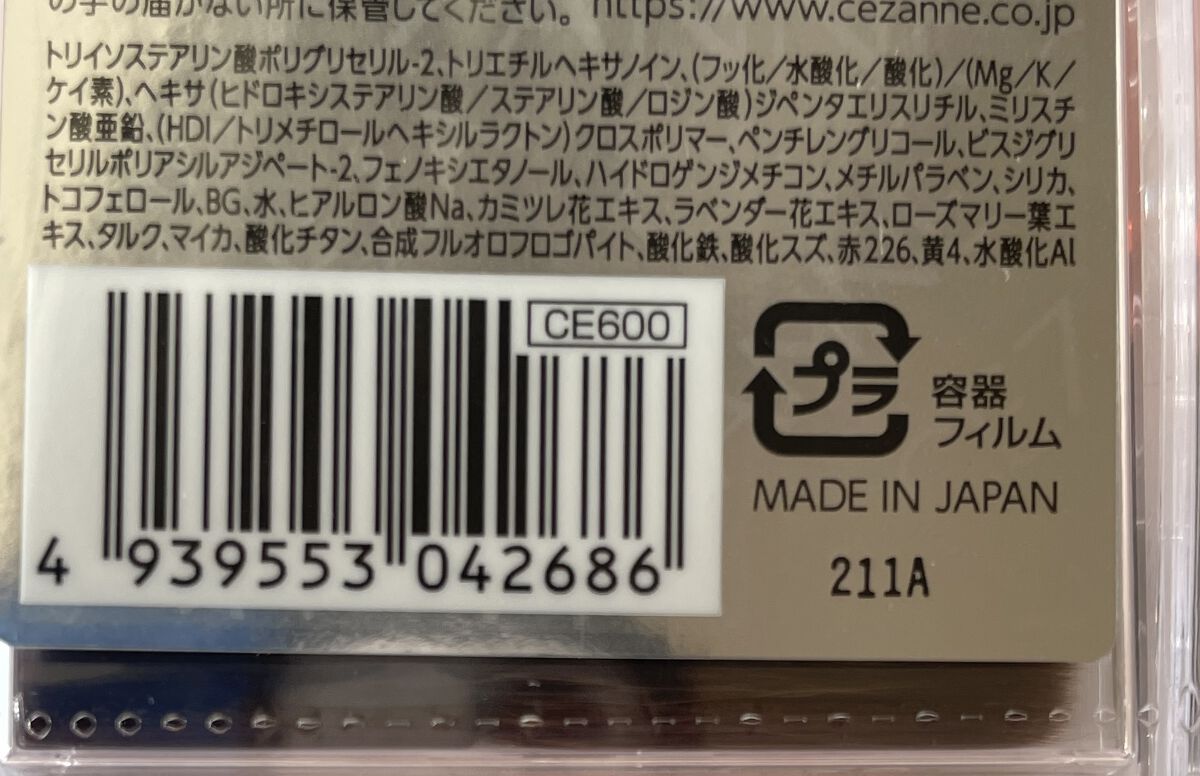 の手の届かない所に保管してください。 https://www.cezanne.co.jp
トリイソステアリン酸ポリグリセリル-2、トリエチルヘキサノイン、(フッ化/水酸化/酸化)/(Mg/K/
ケイ素)、ヘキサ(ヒドロキシステアリン酸/ステアリン酸/ロジン酸)ジペンタエリスリチル、ミリスチ
ン酸亜鉛、(HDI/トリメチロールヘキシルラクトン)クロスポリマー、ペンチレングリコール、ビスジグリ
セリルポリアシルアジペート-2、フェノキシエタノール、ハイドロゲンジメチコン、メチルパラベン、シリカ、
トコフェロール、BG、水、ヒアルロン酸Na、カミツレ花エキス、ラベンダー花エキス、ローズマリー葉エ
キス、タルク、マイカ、酸化チタン、合成フルオロフロゴパイト、酸化鉄、酸化スズ、赤226、黄4、水酸化Al
CE600
4 939553 042686
プラ
容器
フィルム
MADE IN JAPAN
211A